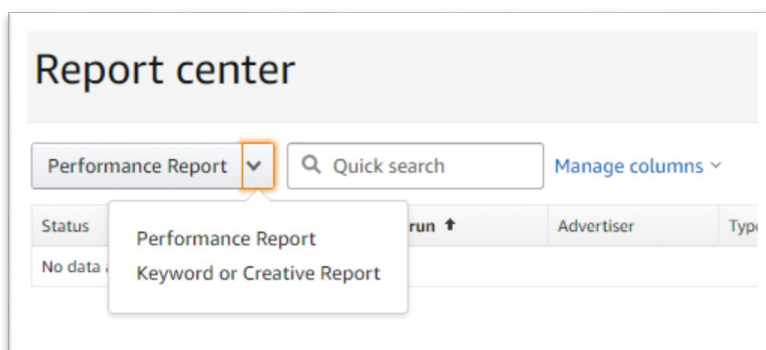 Report center
Performance Report Quick search Manage columns
Status run ↑ Advertiser
Performance Report
No data
Keyword or Creative Report